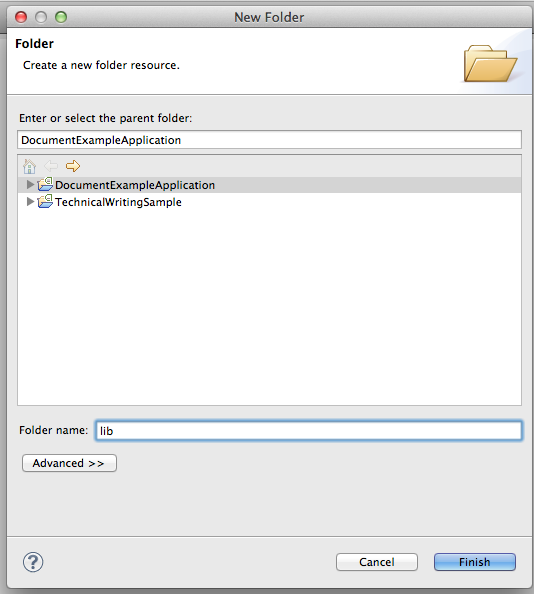 New Folder
Folder
Create a new folder resource.
Enter or select the parent folder:
DocumentExampleApplication
DocumentExampleApplication
TechnicalWritingSample
Folder name: lib
Advanced >>
? Cancel Finish